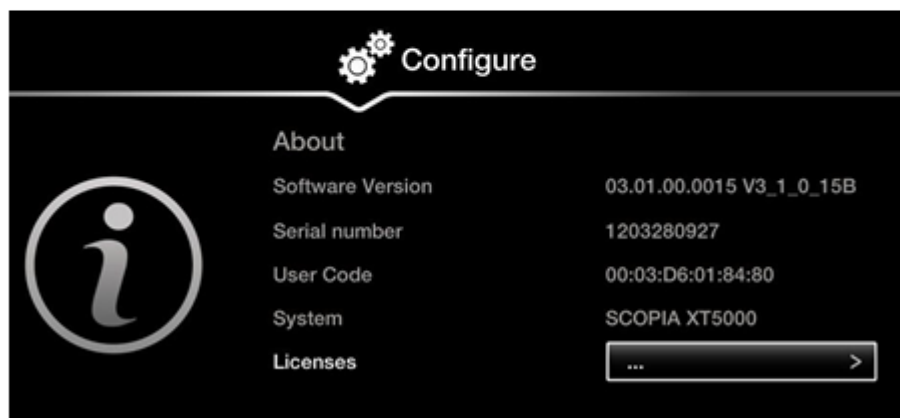 Configure
About
Software Version 03.01.00.0015 V3_1_0_15B
Serial number 1203280927
User Code 00:03:D6:01:84:80
System SCOPIA XT5000
Licenses ... >